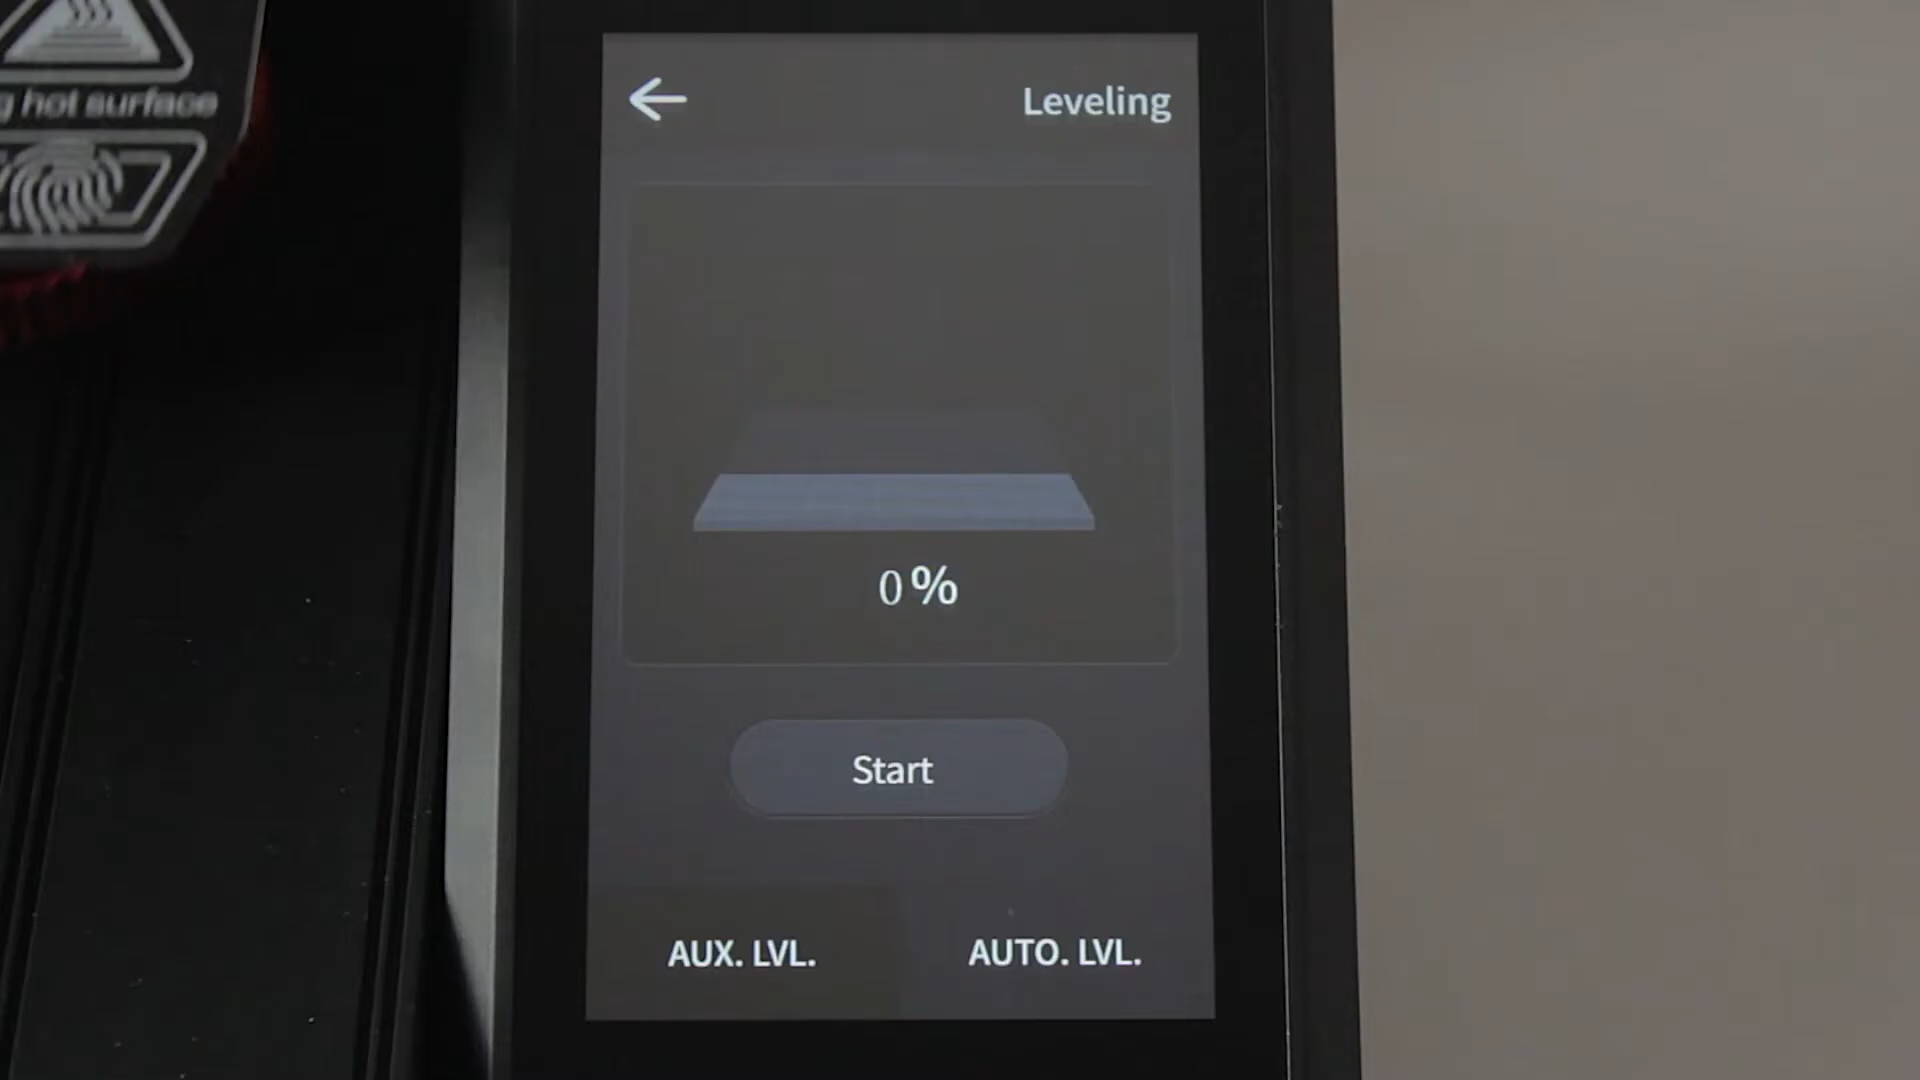 g hot surface
Leveling
0%
Start
AUX. LVL.
AUTO. LVL.